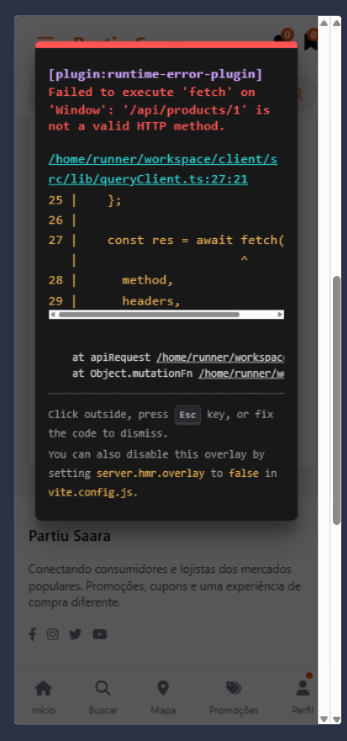 Partiu Saara
[plugin:runtime-error-plugin]
Failed to execute 'fetch' on
'Window': '/api/products/1' is
not a valid HTTP method.
/home/runner/workspace/client/s
rc/lib/queryClient.ts:27:21
25 |    };
26 |
27 |    const res = await fetch(
   |                      ^
28 |      method,
29 |      headers,
at apiRequest /home/runner/workspac
at Object.mutationFn /home/runner/w
Click outside, press Esc key, or fix
the code to dismiss.
You can also disable this overlay by
setting server.hmr.overlay to false in
vite.config.js.
Partiu Saara
Conectando consumidores e lojistas dos mercados
populares. Promoções, cupons e uma experiência de
compra diferente.
Início Buscar Mapa Promoções Perfil